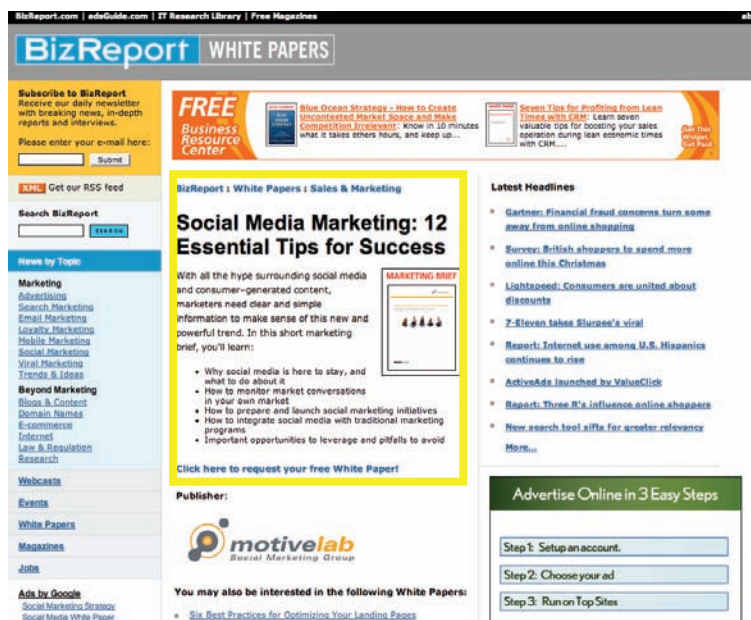 BizReport.com | adsGuide.com | IT Research Library | Free Magazines
BizReport WHITE PAPERS
Subscribe to BizReport
Receive our daily newsletter
with breaking news, in-depth
reports and interviews.
Please enter your e-mail here:
Submit
XML Get our RSS feed
Search BizReport
SEARCH
News by Topic
Marketing
Advertising
Search Marketing
Email Marketing
Loyalty Marketing
Mobile Marketing
Social Marketing
Viral Marketing
Trends & Ideas
Beyond Marketing
Blogs & Content
Domain Names
E-commerce
Internet
Law & Regulation
Research
Webcasts
Events
White Papers
Magazines
Jobs
Ads by Google
Social Marketing Strategy
Social Media White Paper
FREE
Business
Resource
Center
Blue Ocean Strategy - How to Create
Uncontested Market Space and Make
Competition Irrelevant: Know in 10 minutes
what it takes others hours, and keep up...
Seven Tips for Profiting from Lean
Times with CRM: Learn seven
valuable tips for boosting your sales
operation during lean economic times
with CRM....
Get This
Widget.
Get Paid.
BizReport : White Papers : Sales & Marketing
Social Media Marketing: 12
Essential Tips for Success
With all the hype surrounding social media
and consumer-generated content,
marketers need clear and simple
information to make sense of this new and
powerful trend. In this short marketing
brief, you'll learn:
MARKETING BRIEF
• Why social media is here to stay, and
what to do about it
• How to monitor market conversations
in your own market
• How to prepare and launch social marketing initiatives
• How to integrate social media with traditional marketing
programs
• Important opportunities to leverage and pitfalls to avoid
Click here to request your free White Paper!
Publisher:
motivelab
Social Marketing Group
You may also be interested in the following White Papers:
Six Best Practices for Optimizing Your Landing Pages
Latest Headlines
Gartner: Financial fraud concerns turn some
away from online shopping
Survey: British shoppers to spend more
online this Christmas
Lightspeed: Consumers are united about
discounts
7-Eleven takes Slurpee's viral
Report: Internet use among U.S. Hispanics
continues to rise
ActiveAds launched by ValueClick
Report: Three R's influence online shoppers
New search tool sifts for greater relevancy
More...
Advertise Online in 3 Easy Steps
Step 1: Setup an account.
Step 2: Choose your ad
Step 3: Run on Top Sites